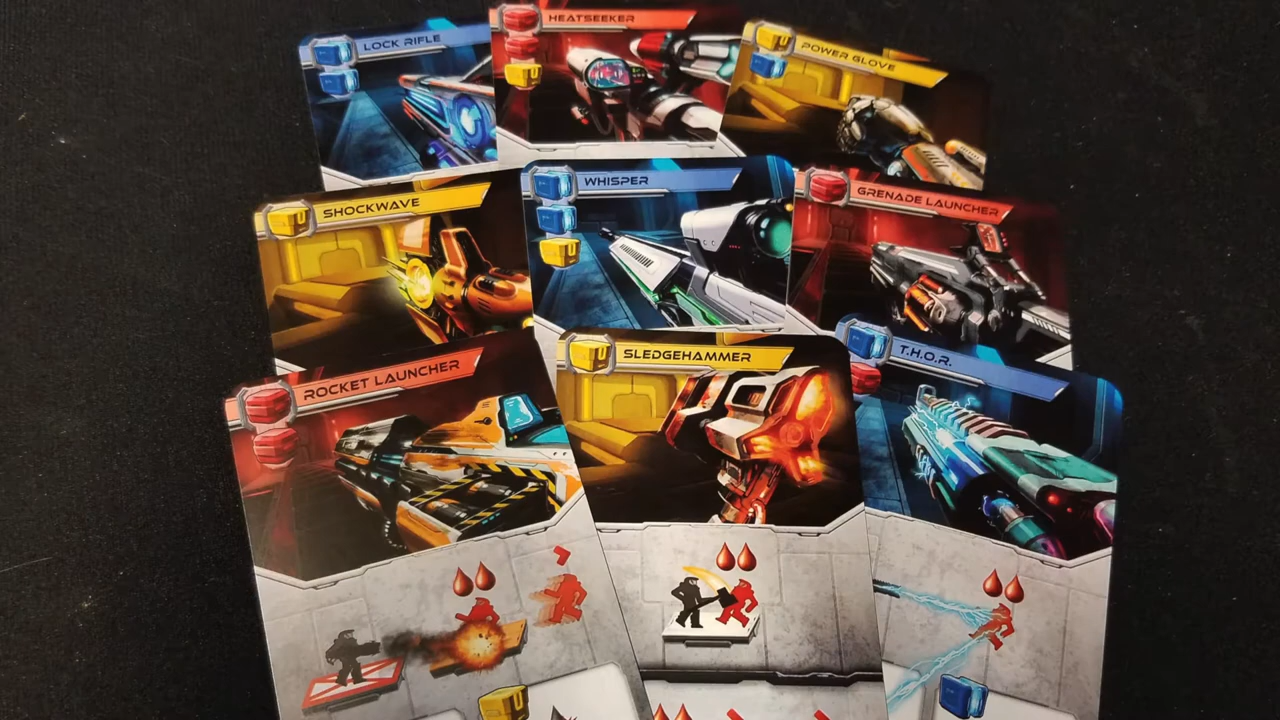 LOCK RIFLE
HEATSEEKER
POWER GLOVE
SHOCKWAVE
WHISPER
GRENADE LAUNCHER
ROCKET LAUNCHER
SLEDGEHAMMER
T.H.O.R.